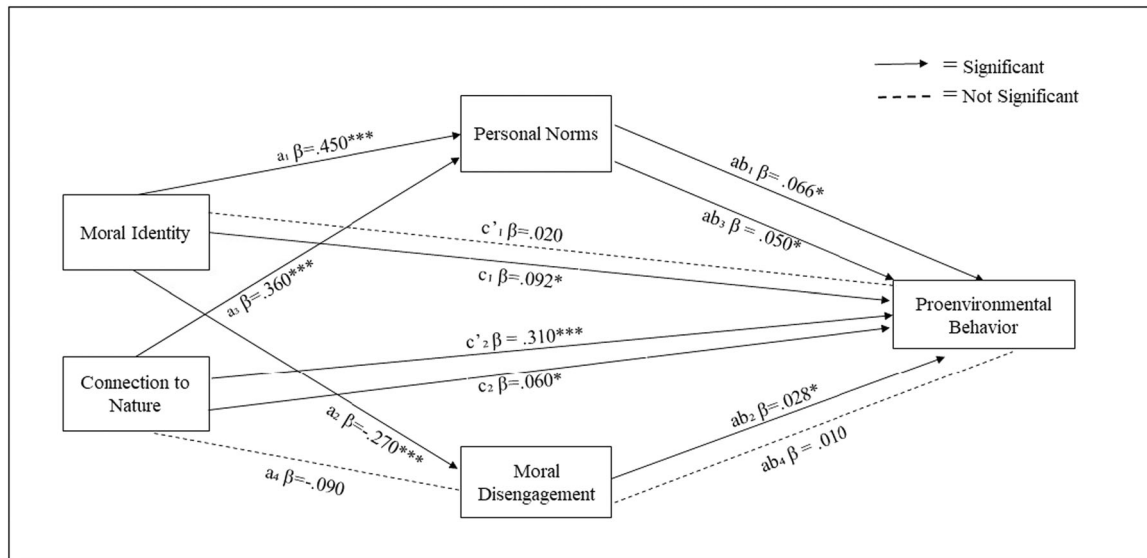 = Significant
= Not Significant
Personal Norms
a₁ β=.450***
ab₁ β= .066*
ab₃ β = .050*
Moral Identity
c’₁ β=.020
c₁ β=.092*
a₃ β=.360***
Proenvironmental
Behavior
c’₂ β = .310***
c₂ β=.060*
Connection to
Nature
a₂ β=-.270***
ab₂ β=.028*
ab₄ β = .010
a₄ β=-.090
Moral
Disengagement